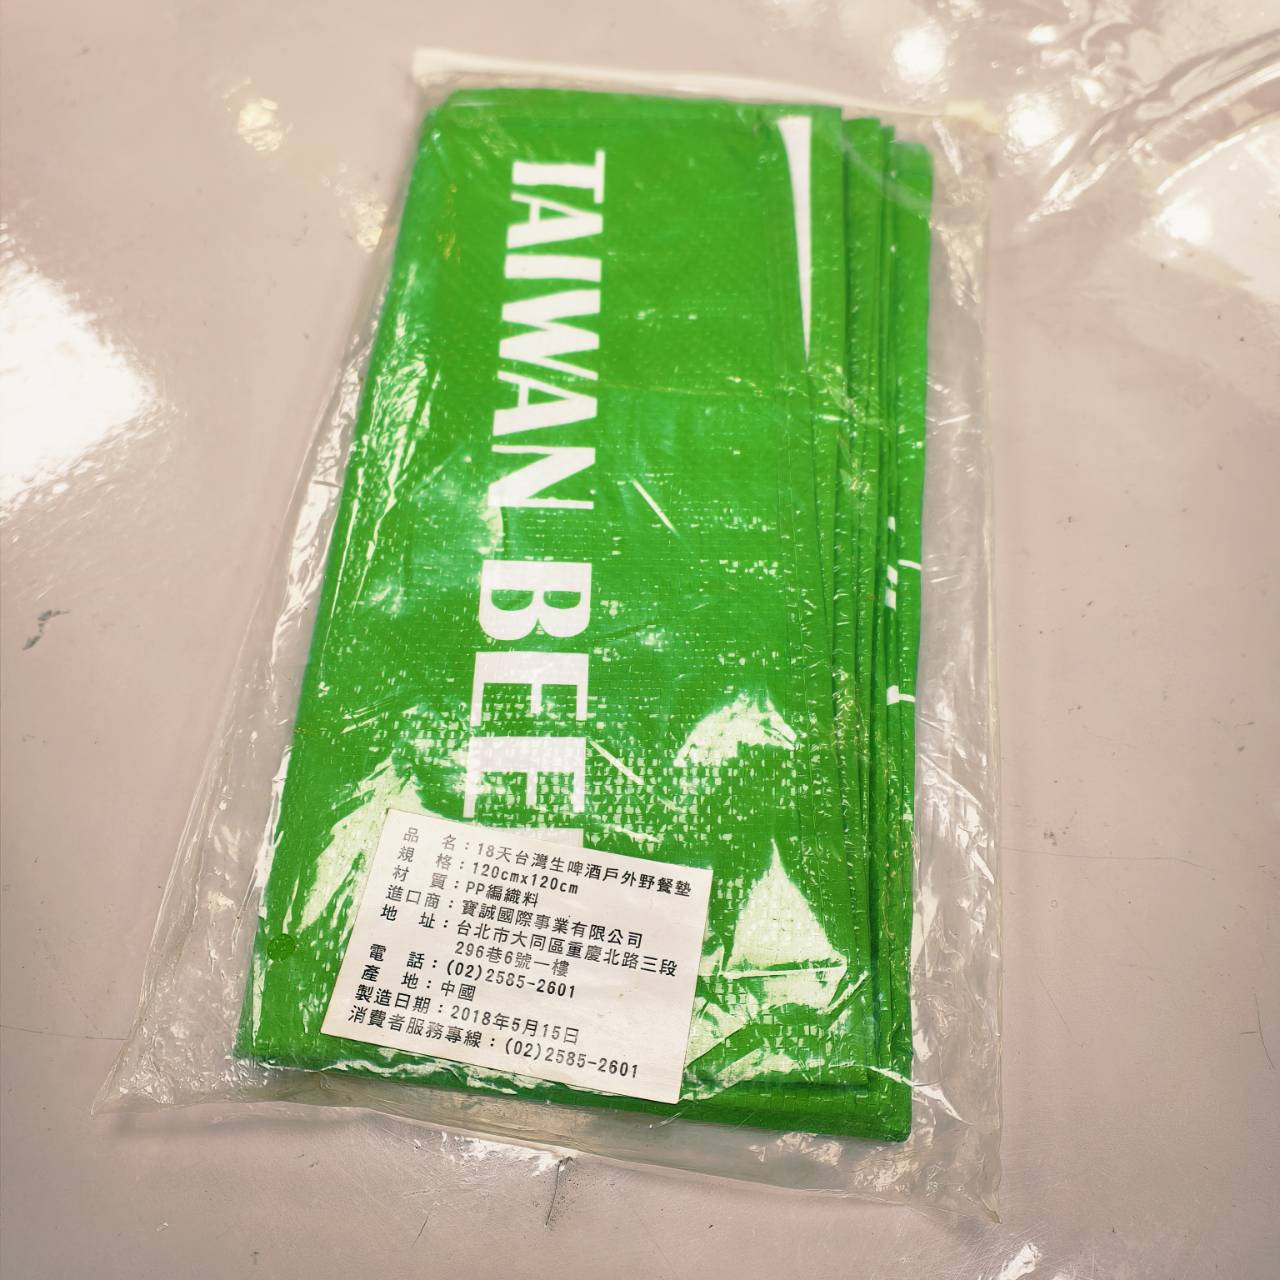 TAIWAN BEE
品　名：18天台灣生啤酒戶外野餐墊
規　格：120cmx120cm
材　質：PP編織料
進口商：寶誠國際事業有限公司
地　址：台北市大同區重慶北路三段
296巷6號一樓
電　話：(02)2585-2601
產　地：中國
製造日期：2018年5月15日
消費者服務專線：(02)2585-2601